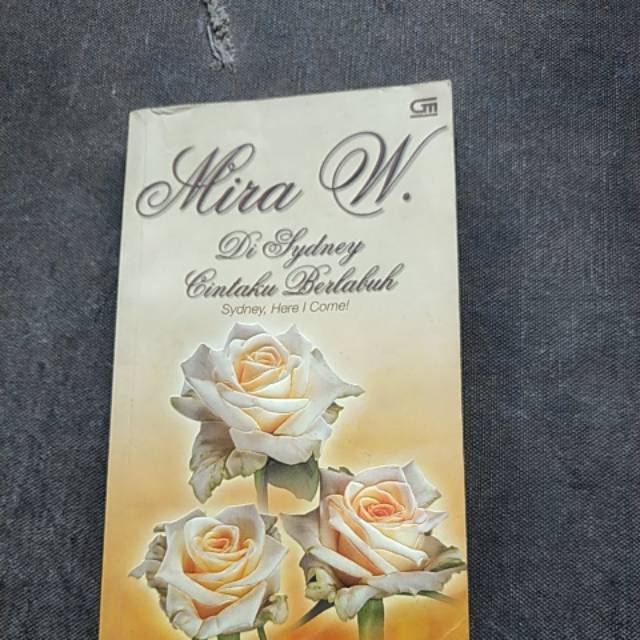 GM
Mira W.
Di Sydney
Cintaku Berlabuh
Sydney, Here I Come!